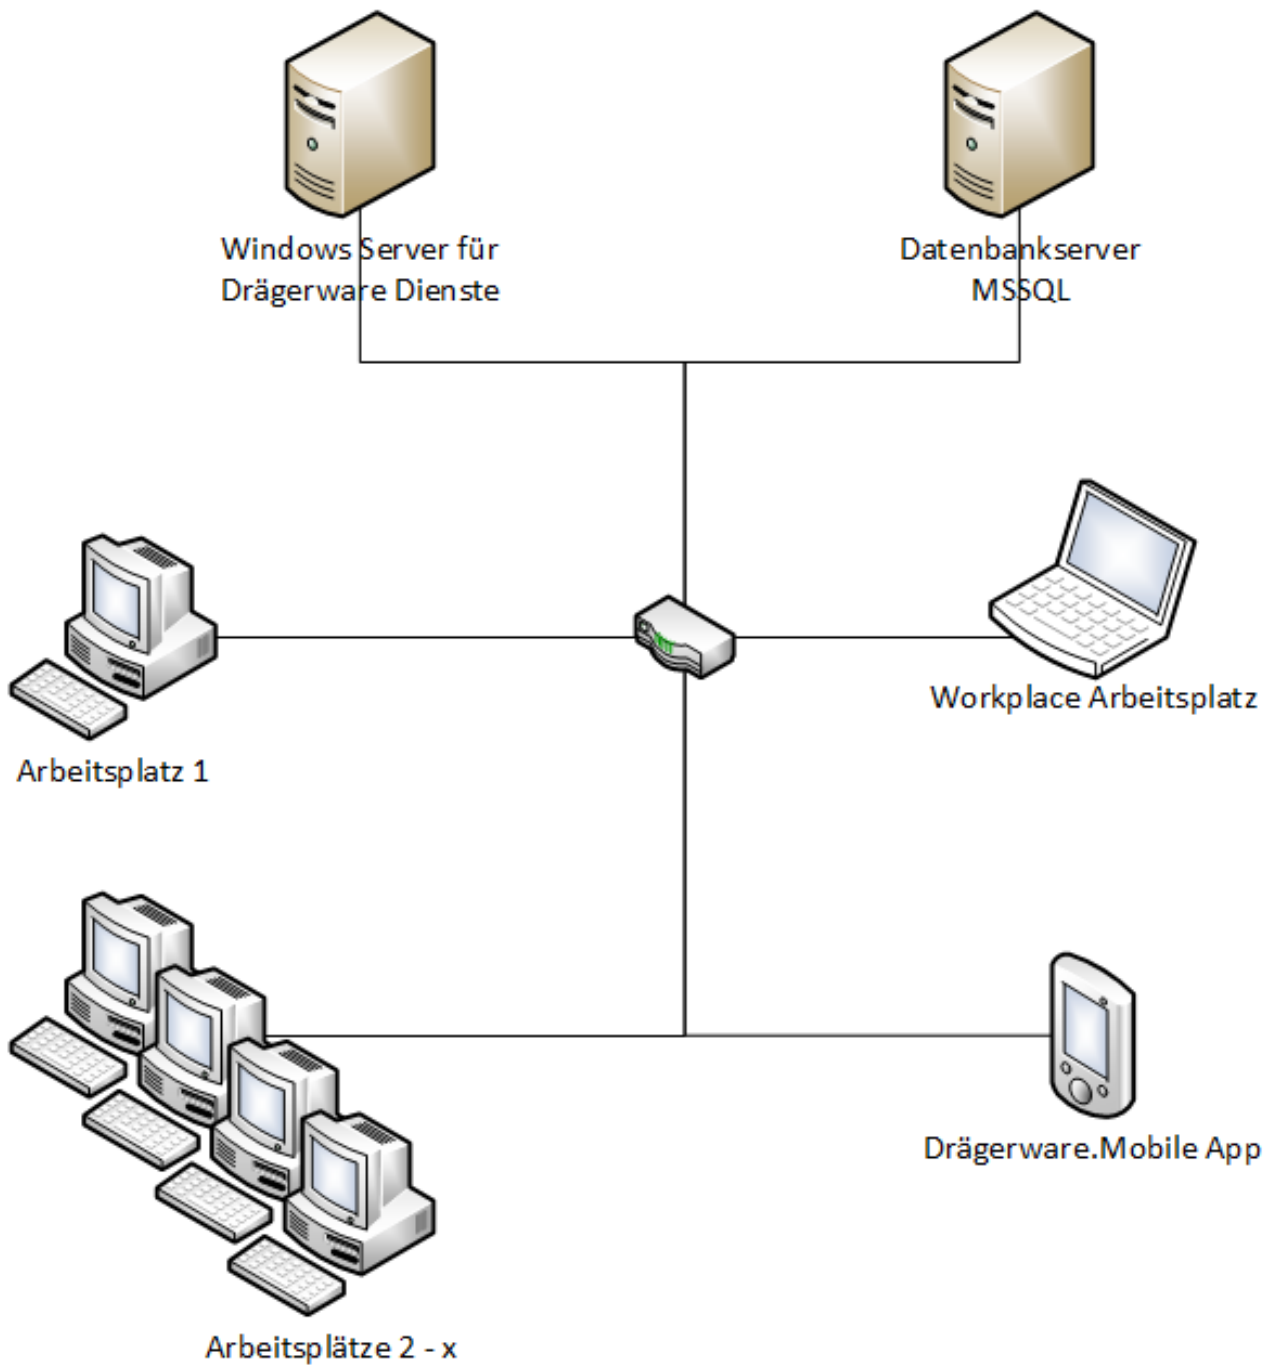 Windows Server für
Drägerware Dienste
Datenbankserver
MSSQL
Workplace Arbeitsplatz
Arbeitsplatz 1
Drägerware.Mobile App
Arbeitsplätze 2 - x